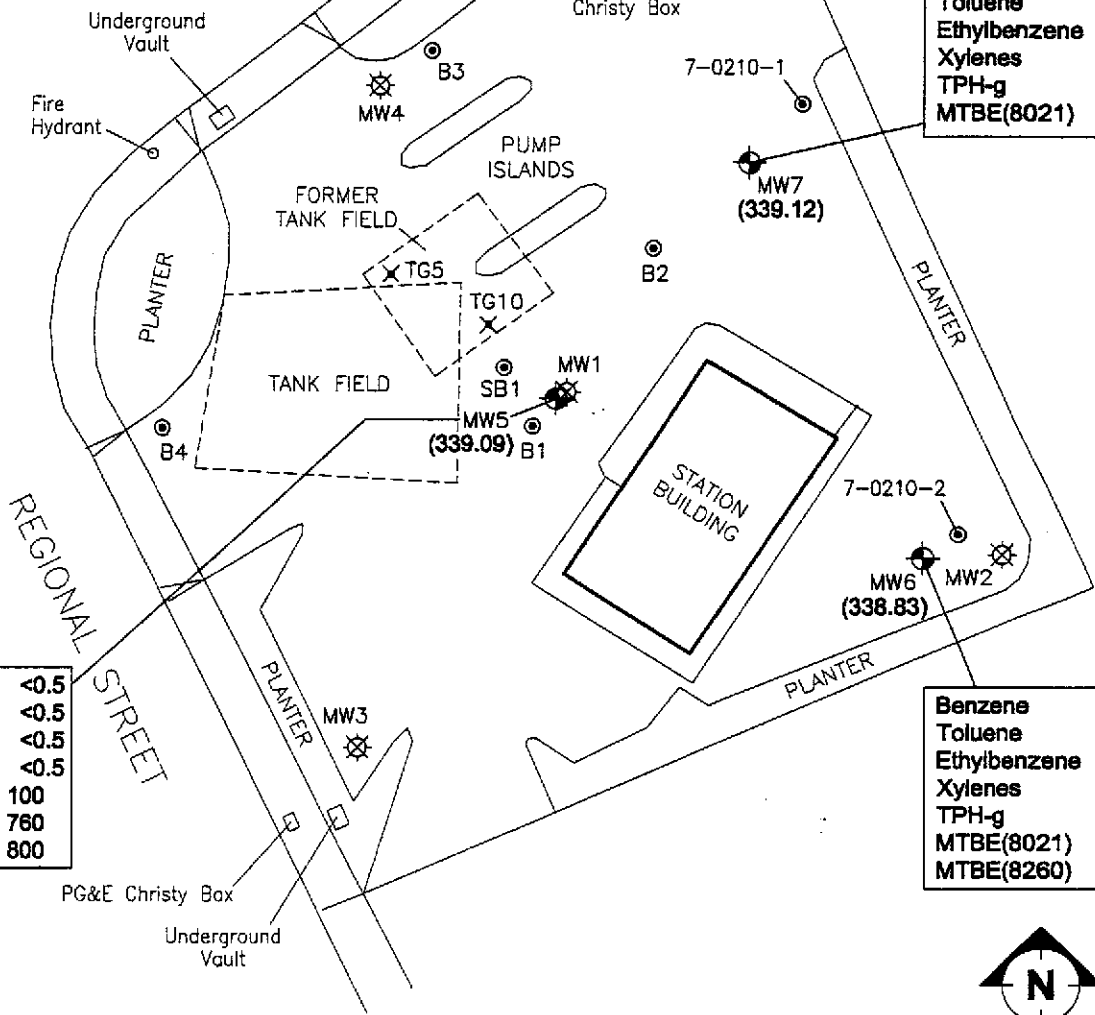 Underground
Vault
Christy Box
Toluene
Ethylbenzene
Xylenes
TPH-g
MTBE(8021)
B3
7-0210-1
MW4
Fire
Hydrant
PUMP
ISLANDS
MW7
(339.12)
FORMER
TANK FIELD
TG5
B2
PLANTER
PLANTER
TG10
TANK FIELD
SB1
MW1
MW5
(339.09)
B1
B4
STATION
BUILDING
7-0210-2
MW6
(338.83)
MW2
REGIONAL STREET
PLANTER
PLANTER
<0.5
<0.5
<0.5
<0.5
100
760
800
MW3
Benzene
Toluene
Ethylbenzene
Xylenes
TPH-g
MTBE(8021)
MTBE(8260)
PG&E Christy Box
Underground
Vault
N